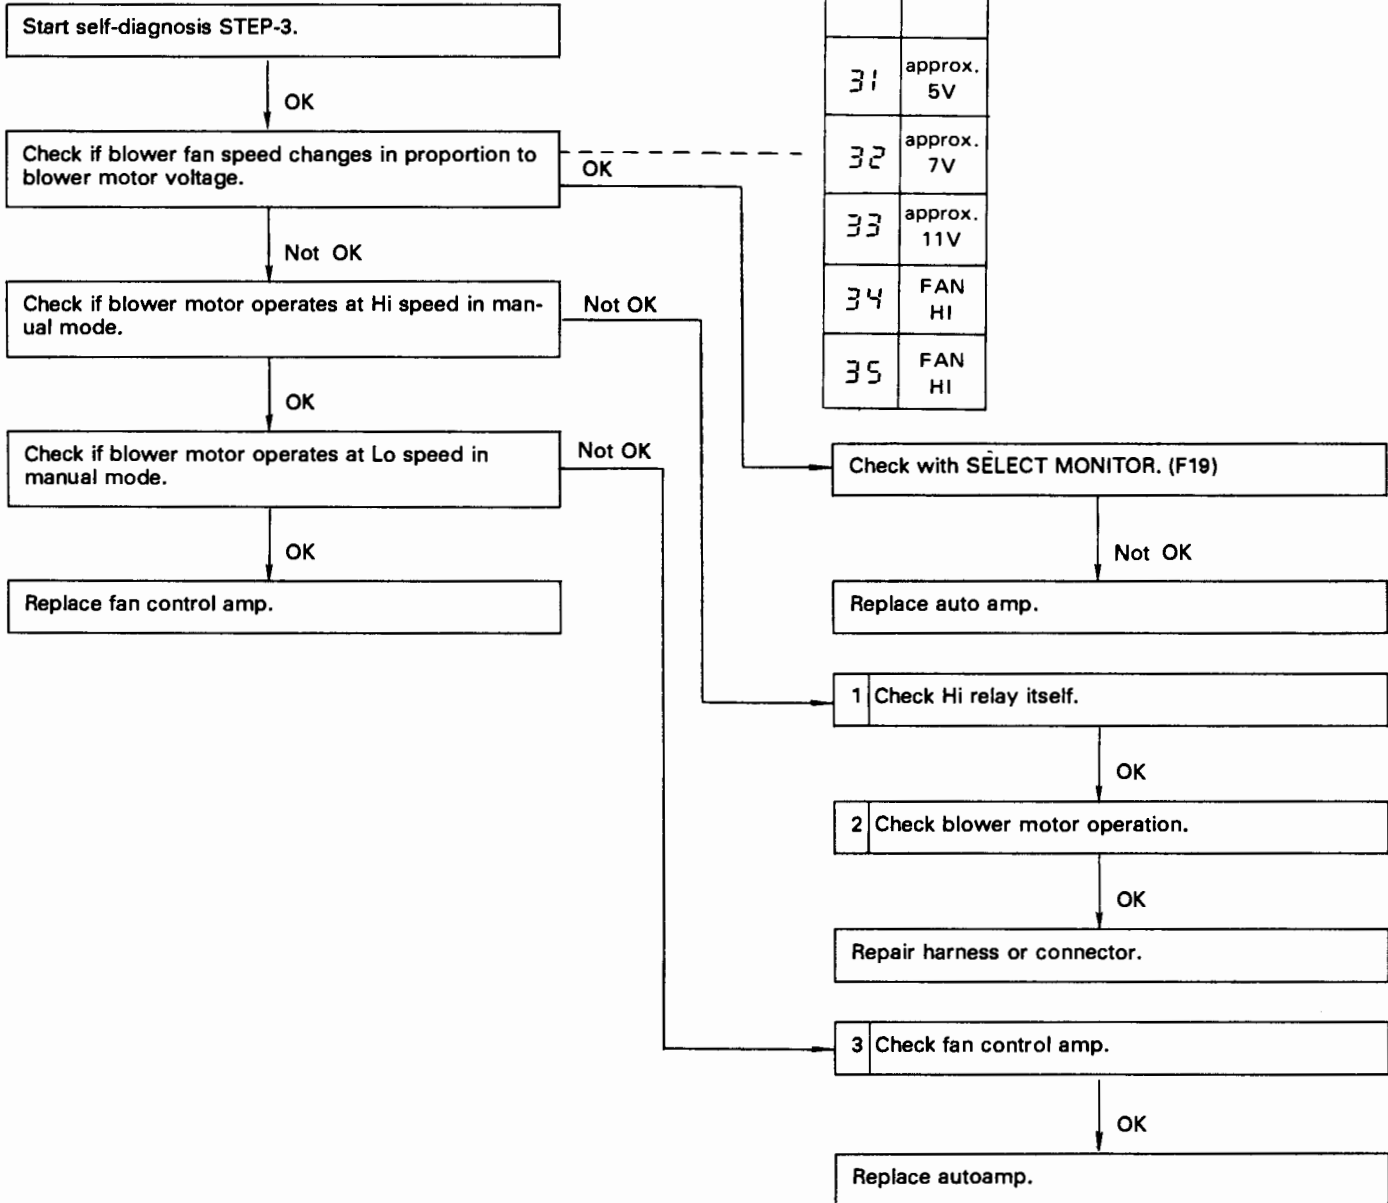 Start self-diagnosis STEP-3.
OK
Check if blower fan speed changes in proportion to
blower motor voltage.
OK
Not OK
Check if blower motor operates at Hi speed in man-
ual mode.
Not OK
OK
Check if blower motor operates at Lo speed in
manual mode.
Not OK
OK
Replace fan control amp.
31 approx.
5V
32 approx.
7V
33 approx.
11V
34 FAN
HI
35 FAN
HI
Check with SELECT MONITOR. (F19)
Not OK
Replace auto amp.
1 Check Hi relay itself.
OK
2 Check blower motor operation.
OK
Repair harness or connector.
3 Check fan control amp.
OK
Replace autoamp.